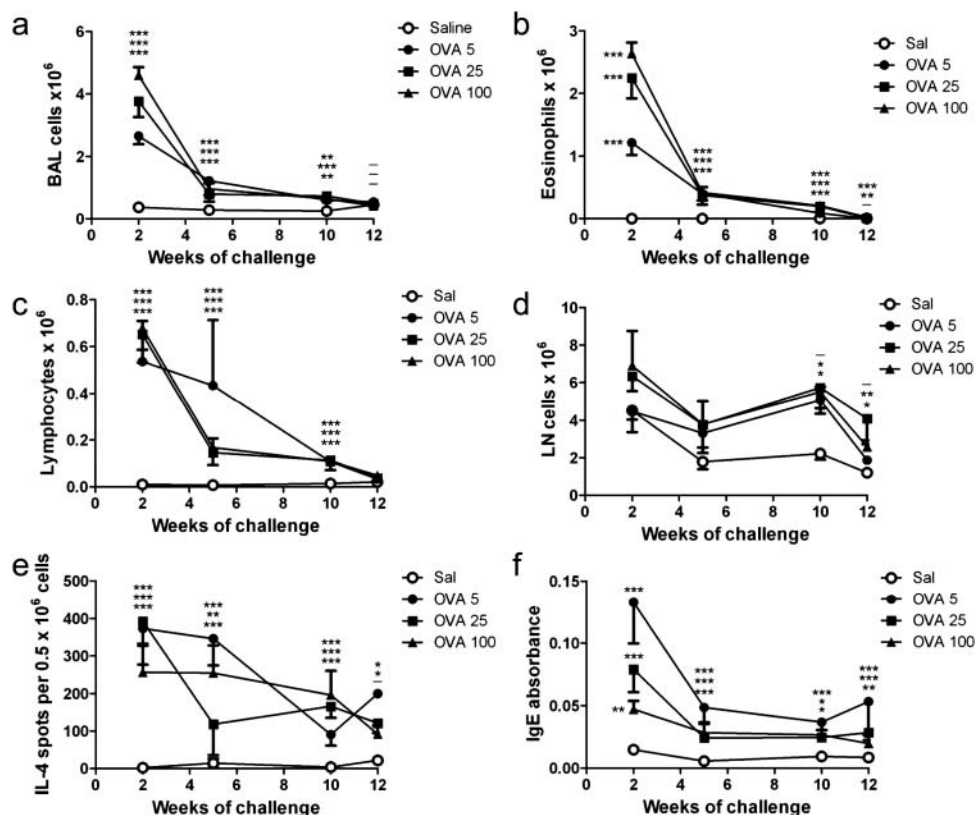 a
BAL cells x10⁶
6
4
2
0
***
***
***
***
***
***
**
***
**
–
–
–
0 2 4 6 8 10 12
Weeks of challenge
Saline
OVA 5
OVA 25
OVA 100
b
Eosinophils x 10⁶
3
2
1
0
***
***
***
***
***
***
***
***
***
***
**
–
0 2 4 6 8 10 12
Weeks of challenge
Sal
OVA 5
OVA 25
OVA 100
c
Lymphocytes x 10⁶
0.8
0.6
0.4
0.2
0.0
***
***
***
***
***
***
***
***
***
0 2 4 6 8 10 12
Weeks of challenge
Sal
OVA 5
OVA 25
OVA 100
d
LN cells x 10⁶
10
8
6
4
2
0
–
*
*
–
**
*
0 2 4 6 8 10 12
Weeks of challenge
Sal
OVA 5
OVA 25
OVA 100
e
IL-4 spots per 0.5 x 10⁶ cells
500
400
300
200
100
0
***
***
***
***
**
***
***
***
***
*
*
–
0 2 4 6 8 10 12
Weeks of challenge
Sal
OVA 5
OVA 25
OVA 100
f
IgE absorbance
0.15
0.10
0.05
0.00
***
***
**
***
***
***
***
*
*
***
***
**
0 2 4 6 8 10 12
Weeks of challenge
Sal
OVA 5
OVA 25
OVA 100